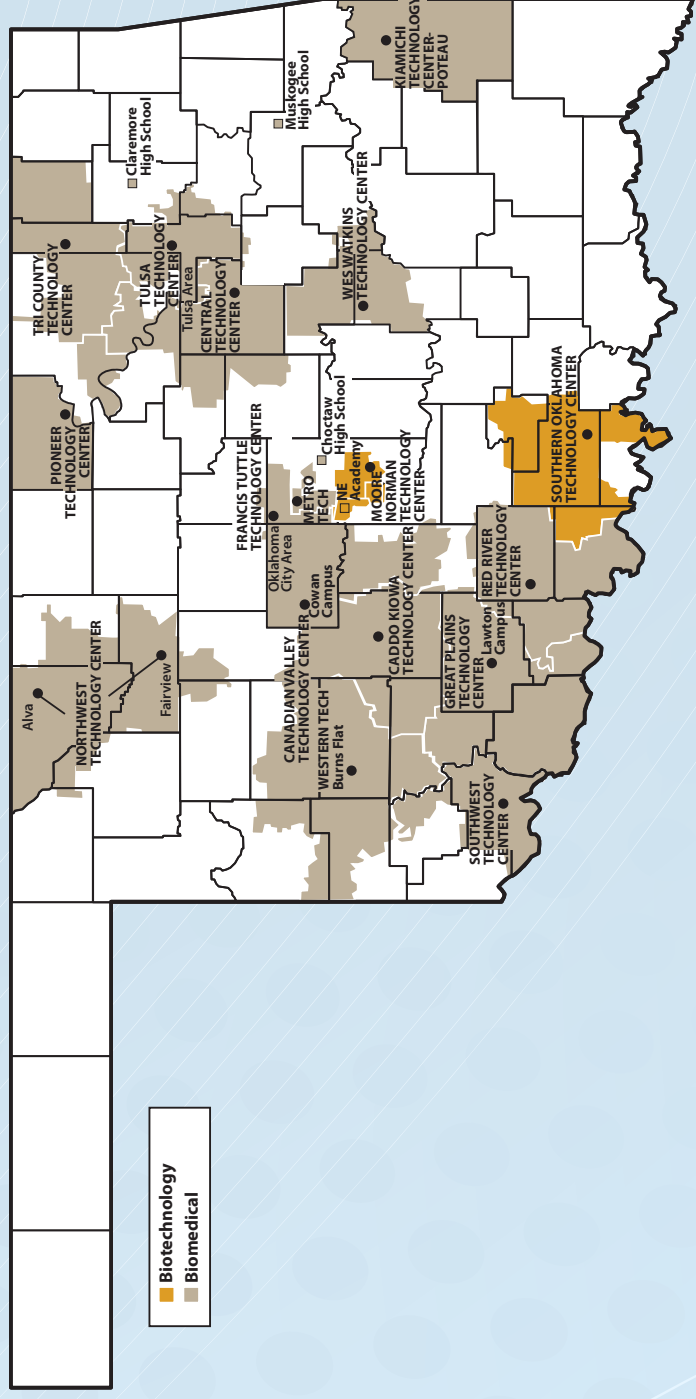 Alva
NORTHWEST
TECHNOLOGY CENTER
Fairview
PIONEER
TECHNOLOGY
CENTER
TRI COUNTY
TECHNOLOGY
CENTER
TULSA
TECHNOLOGY
CENTER
Tulsa Area
Claremore
High School
CENTRAL
TECHNOLOGY
CENTER
Muskogee
High School
FRANCIS TUTTLE
TECHNOLOGY CENTER
Oklahoma
City Area
METRO
TECH
Choctaw
High School
WES WATKINS
TECHNOLOGY CENTER
KIAMICHI
TECHNOLOGY
CENTER-
POTEAU
CANADIAN VALLEY
TECHNOLOGY CENTER
Cowan
Campus
NE
Academy
MOORE
NORMAN
TECHNOLOGY
CENTER
WESTERN TECH
Burns Flat
CADDO KIOWA
TECHNOLOGY CENTER
GREAT PLAINS
TECHNOLOGY
CENTER
Lawton
Campus
RED RIVER
TECHNOLOGY
CENTER
SOUTHWEST
TECHNOLOGY
CENTER
SOUTHERN OKLAHOMA
TECHNOLOGY CENTER
Biotechnology
Biomedical